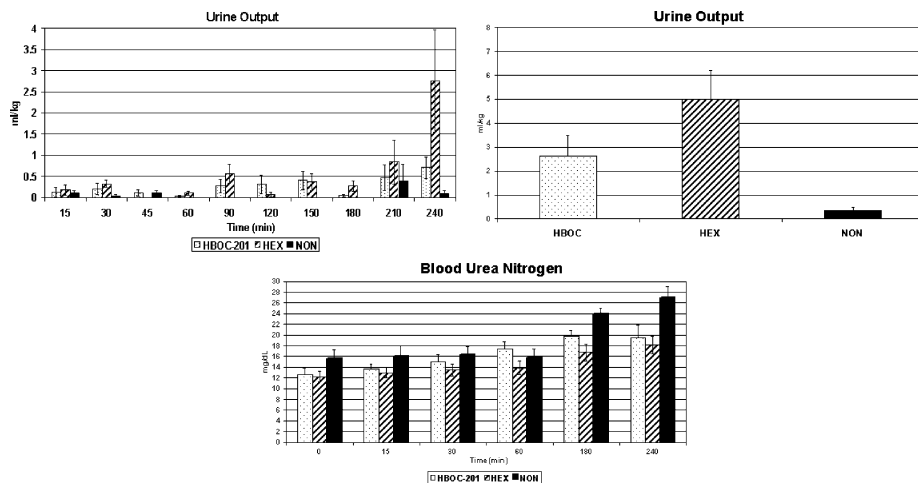 Urine Output
4
3.5
3
2.5
2
1.5
1
0.5
0
ml/kg
15 30 45 60 90 120 150 180 210 240
Time (min)
HBOC-201 HEX NON
Urine Output
8
7
6
5
4
3
2
1
0
ml/kg
HBOC HEX NON
Blood Urea Nitrogen
30
28
26
24
22
20
18
16
14
12
10
8
6
4
2
0
mg/dL
0 15 30 60 180 240
Time (min)
HBOC-201 HEX NON